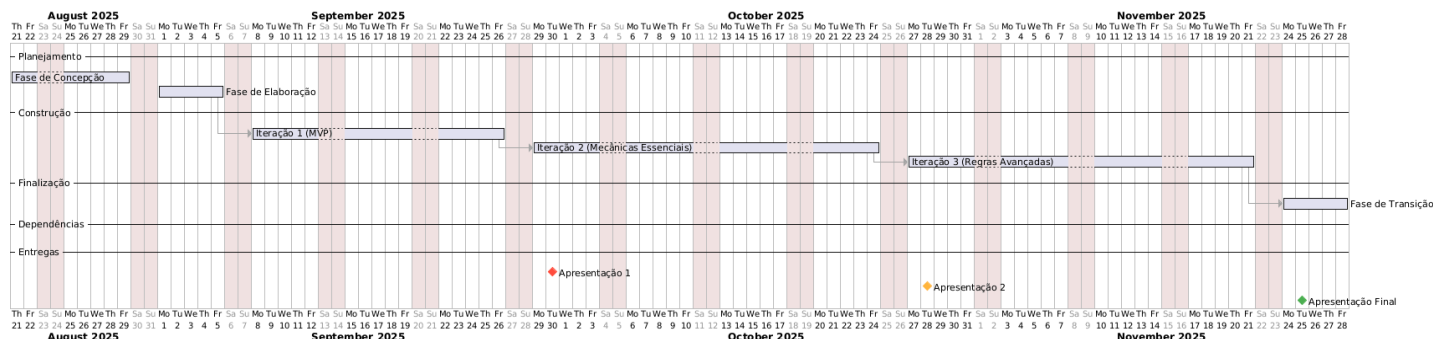 August 2025 September 2025 October 2025 November 2025
Th Fr Sa Su Mo Tu We Th Fr Sa Su Mo Tu We Th Fr Sa Su Mo Tu We Th Fr Sa Su Mo Tu We Th Fr Sa Su Mo Tu We Th Fr Sa Su Mo Tu We Th Fr Sa Su Mo Tu We Th Fr Sa Su Mo Tu We Th Fr Sa Su Mo Tu We Th Fr Sa Su Mo Tu We Th Fr Sa Su Mo Tu We Th Fr Sa Su Mo Tu We Th Fr Sa Su Mo Tu We Th Fr Sa Su Mo Tu We Th Fr
21 22 23 24 25 26 27 28 29 30 31 1 2 3 4 5 6 7 8 9 10 11 12 13 14 15 16 17 18 19 20 21 22 23 24 25 26 27 28 29 30 1 2 3 4 5 6 7 8 9 10 11 12 13 14 15 16 17 18 19 20 21 22 23 24 25 26 27 28 29 30 31 1 2 3 4 5 6 7 8 9 10 11 12 13 14 15 16 17 18 19 20 21 22 23 24 25 26 27 28
Planejamento
Fase de Concepção
Fase de Elaboração
Construção
Iteração 1 (MVP)
Iteração 2 (Mecânicas Essenciais)
Iteração 3 (Regras Avançadas)
Finalização
Fase de Transição
Dependências
Entregas
Apresentação 1
Apresentação 2
Apresentação Final
Th Fr Sa Su Mo Tu We Th Fr Sa Su Mo Tu We Th Fr Sa Su Mo Tu We Th Fr Sa Su Mo Tu We Th Fr Sa Su Mo Tu We Th Fr Sa Su Mo Tu We Th Fr Sa Su Mo Tu We Th Fr Sa Su Mo Tu We Th Fr Sa Su Mo Tu We Th Fr Sa Su Mo Tu We Th Fr Sa Su Mo Tu We Th Fr Sa Su Mo Tu We Th Fr Sa Su Mo Tu We Th Fr Sa Su Mo Tu We Th Fr
21 22 23 24 25 26 27 28 29 30 31 1 2 3 4 5 6 7 8 9 10 11 12 13 14 15 16 17 18 19 20 21 22 23 24 25 26 27 28 29 30 1 2 3 4 5 6 7 8 9 10 11 12 13 14 15 16 17 18 19 20 21 22 23 24 25 26 27 28 29 30 31 1 2 3 4 5 6 7 8 9 10 11 12 13 14 15 16 17 18 19 20 21 22 23 24 25 26 27 28
August 2025 September 2025 October 2025 November 2025